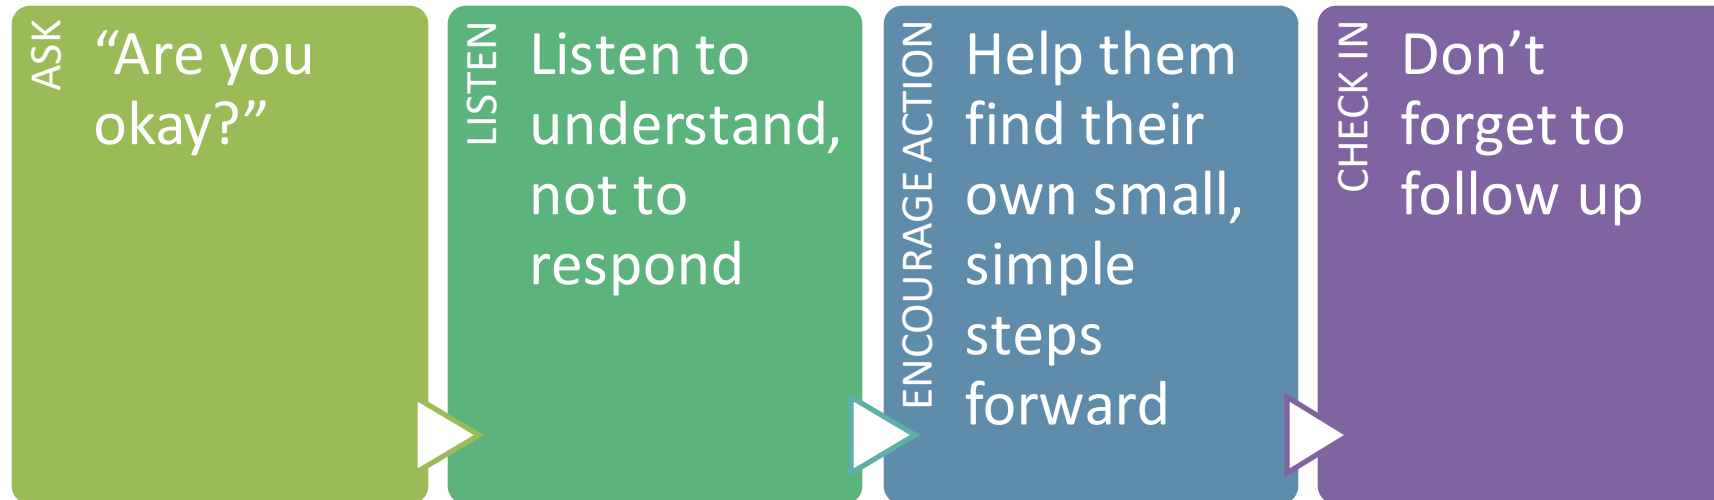 ASK
“Are you
okay?”
LISTEN
Listen to
understand,
not to
respond
ENCOURAGE ACTION
Help them
find their
own small,
simple
steps
forward
CHECK IN
Don’t
forget to
follow up